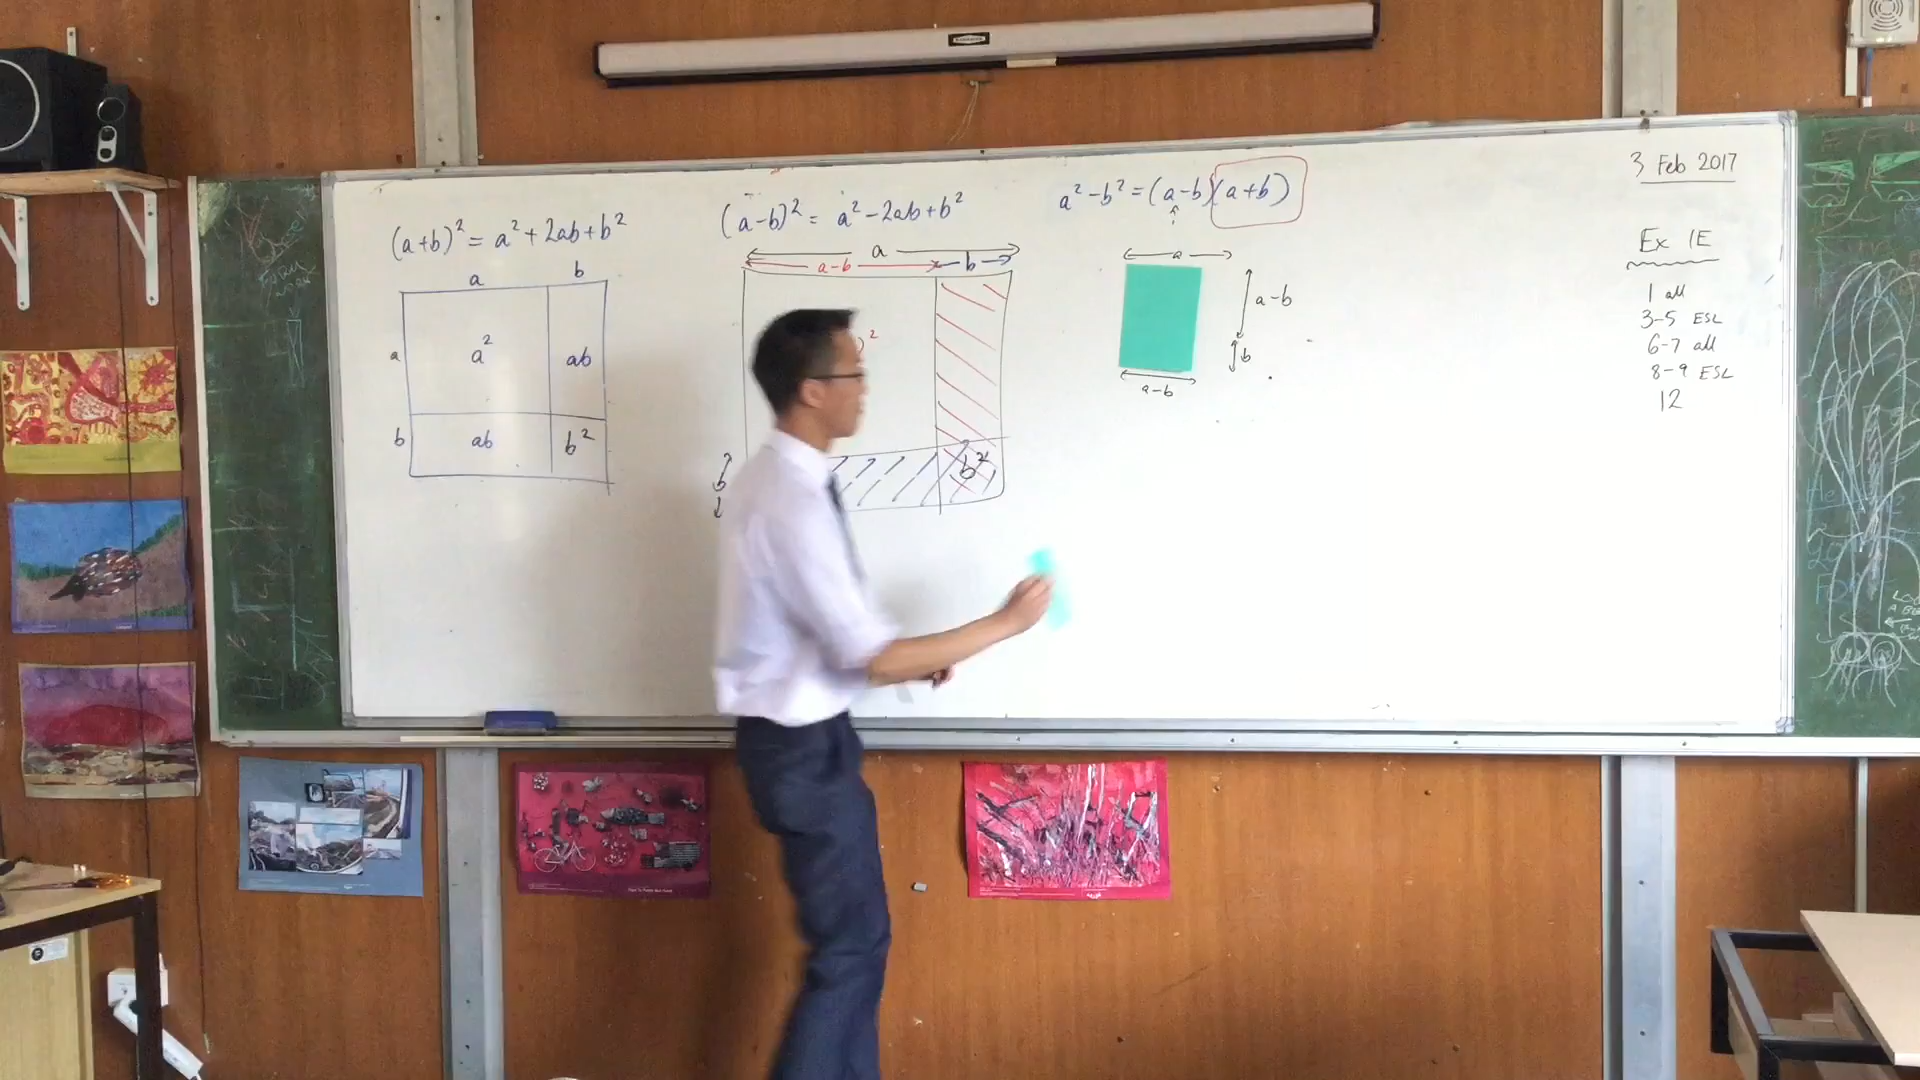 (a+b)² = a² + 2ab + b²
a
b
a
a²
ab
b
ab
b²
(a-b)² = a² - 2ab + b²
a
a-b
b
)²
b
b²
a² - b² = (a-b)(a+b)
a
a-b
b
a-b
3 Feb 2017
Ex 1E
1 all
3-5 ESL
6-7 all
8-9 ESL
12